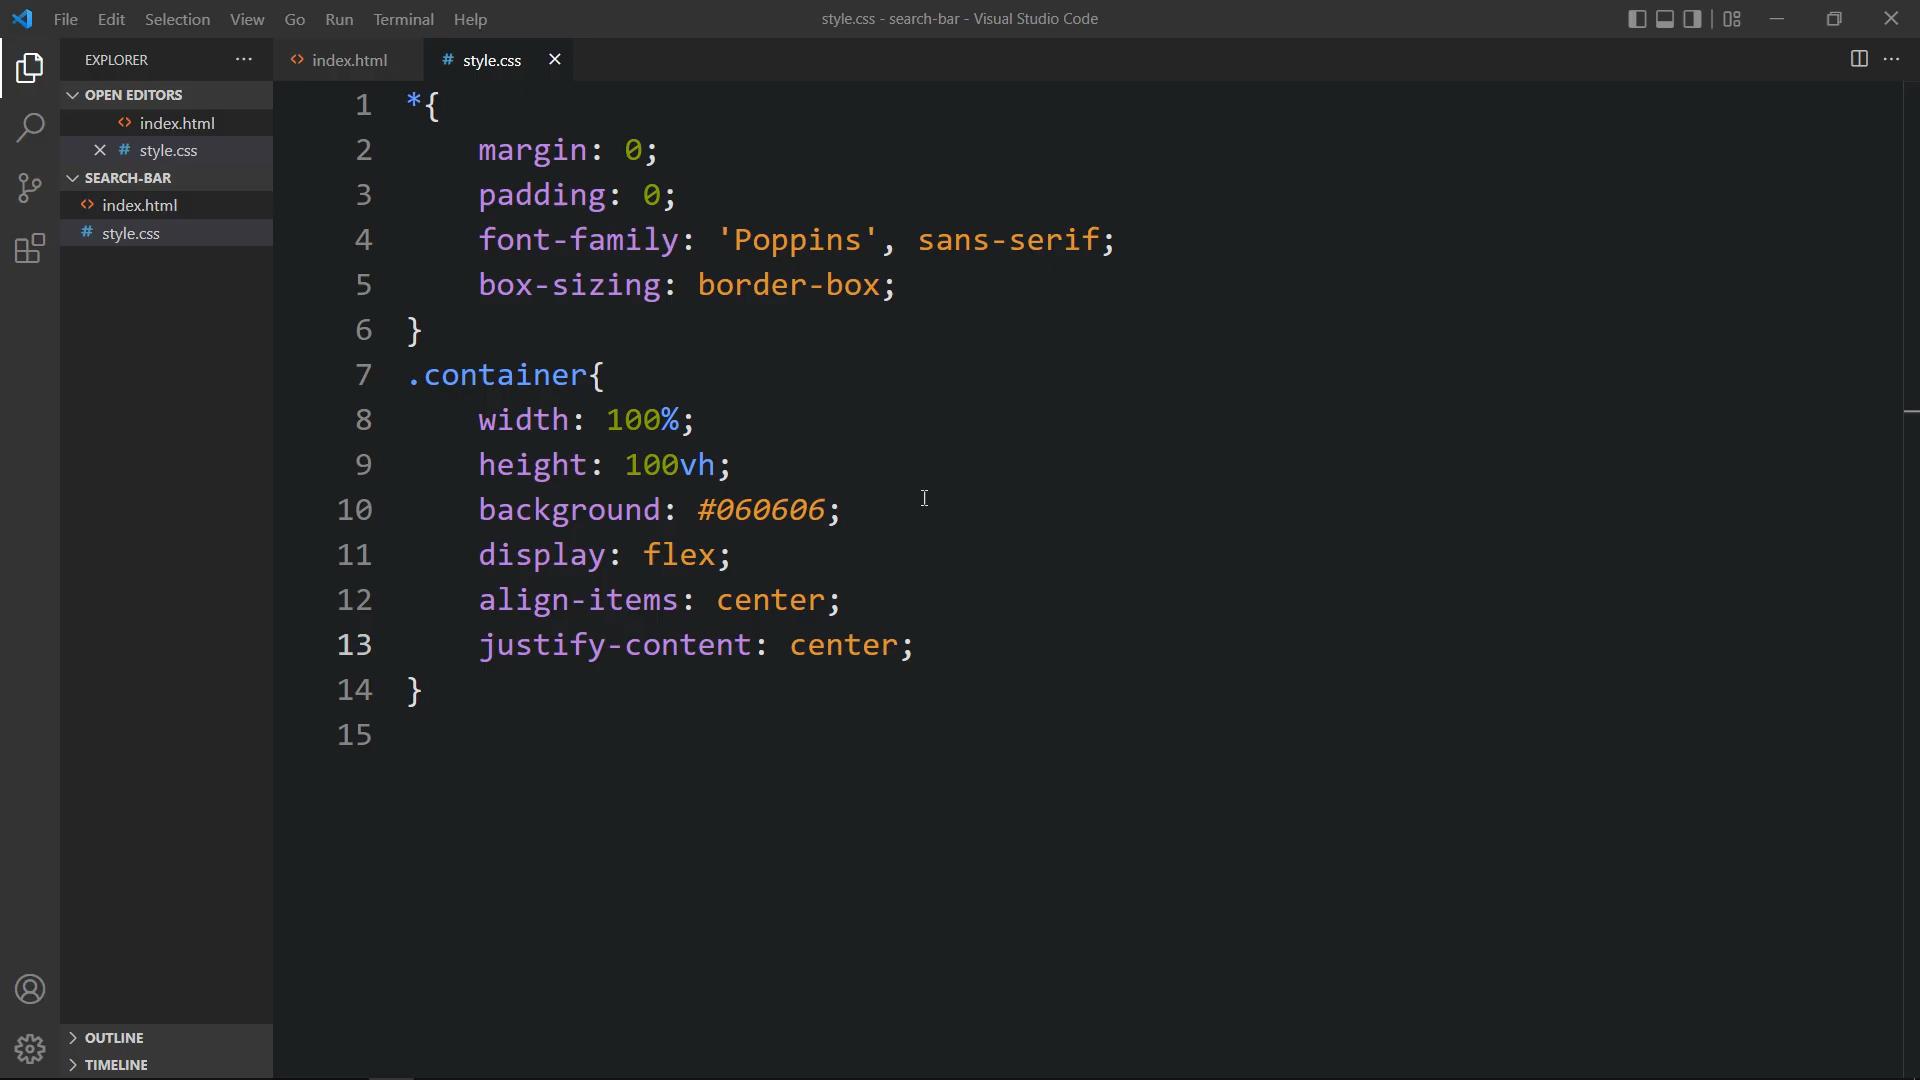 File Edit Selection View Go Run Terminal Help
style.css - search-bar - Visual Studio Code
EXPLORER
OPEN EDITORS
index.html
style.css
SEARCH-BAR
index.html
style.css
OUTLINE
TIMELINE
index.html
style.css
1 *{
2 margin: 0;
3 padding: 0;
4 font-family: 'Poppins', sans-serif;
5 box-sizing: border-box;
6 }
7 .container{
8 width: 100%;
9 height: 100vh;
10 background: #060606;
11 display: flex;
12 align-items: center;
13 justify-content: center;
14 }
15